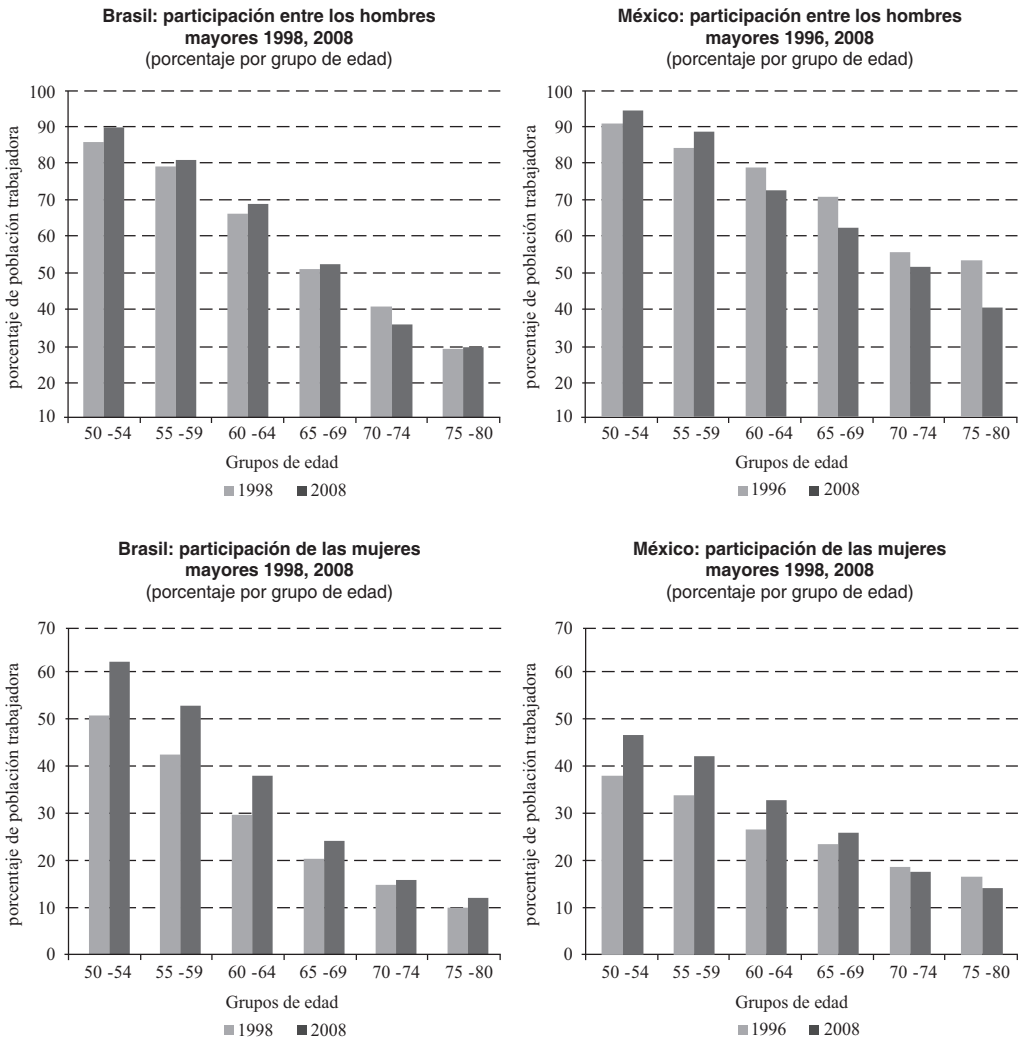 Brasil: participación entre los hombres
mayores 1998, 2008
(porcentaje por grupo de edad)
porcentaje de población trabajadora
100
90
80
70
60
50
40
30
20
10
50 -54 55 -59 60 -64 65 -69 70 -74 75 -80
Grupos de edad
1998 2008
México: participación entre los hombres
mayores 1996, 2008
(porcentaje por grupo de edad)
porcentaje de población trabajadora
100
90
80
70
60
50
40
30
20
10
50 -54 55 -59 60 -64 65 -69 70 -74 75 -80
Grupos de edad
1996 2008
Brasil: participación de las mujeres
mayores 1998, 2008
(porcentaje por grupo de edad)
porcentaje de población trabajadora
70
60
50
40
30
20
10
0
50 -54 55 -59 60 -64 65 -69 70 -74 75 -80
Grupos de edad
1998 2008
México: participación de las mujeres
mayores 1998, 2008
(porcentaje por grupo de edad)
porcentaje de población trabajadora
70
60
50
40
30
20
10
0
50 -54 55 -59 60 -64 65 -69 70 -74 75 -80
Grupos de edad
1996 2008